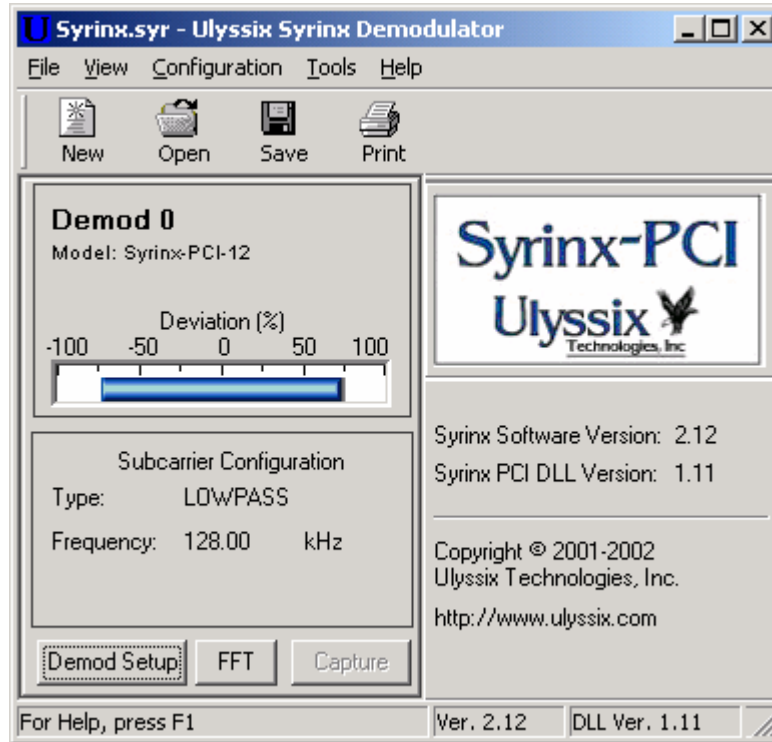 U Syrinx.syr - Ulyssix Syrinx Demodulator
File View Configuration Tools Help
New Open Save Print
Demod 0
Model: Syrinx-PCI-12
Deviation (%)
-100 -50 0 50 100
Subcarrier Configuration
Type: LOWPASS
Frequency: 128.00 kHz
Demod Setup FFT Capture
Syrinx-PCI
Ulyssix
Technologies, Inc
Syrinx Software Version: 2.12
Syrinx PCI DLL Version: 1.11
Copyright © 2001-2002
Ulyssix Technologies, Inc.
http://www.ulyssix.com
For Help, press F1 Ver. 2.12 DLL Ver. 1.11